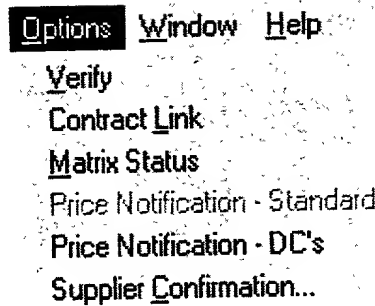 Options Window Help
Verify
Contract Link
Matrix Status
Price Notification - Standard
Price Notification - DC's
Supplier Confirmation...